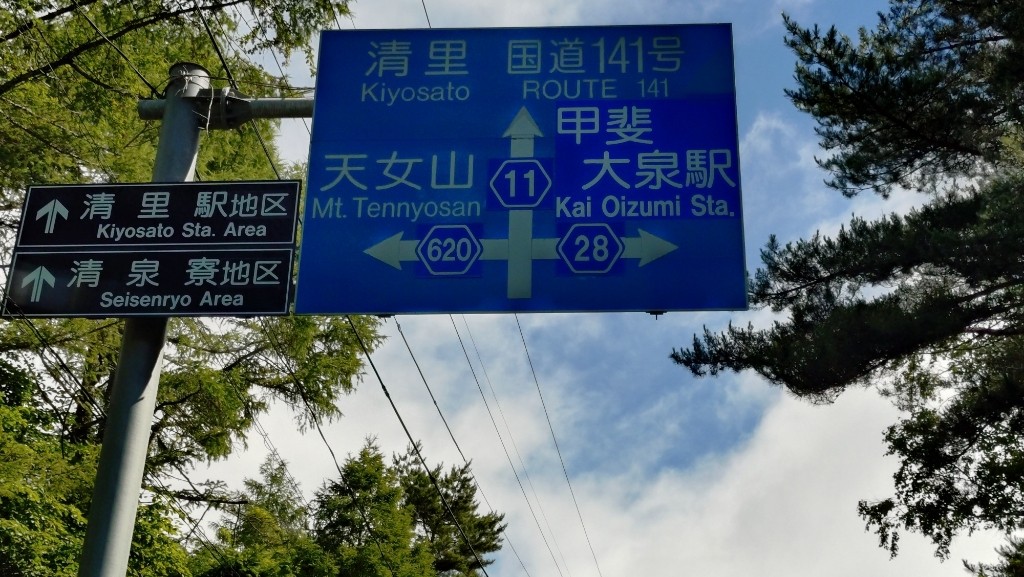 清里 国道141号
Kiyosato ROUTE 141
甲斐
天女山 11 大泉駅
Mt. Tennyosan Kai Oizumi Sta.
620 28
清里 駅地区
Kiyosato Sta. Area
清泉 寮地区
Seisenryo Area